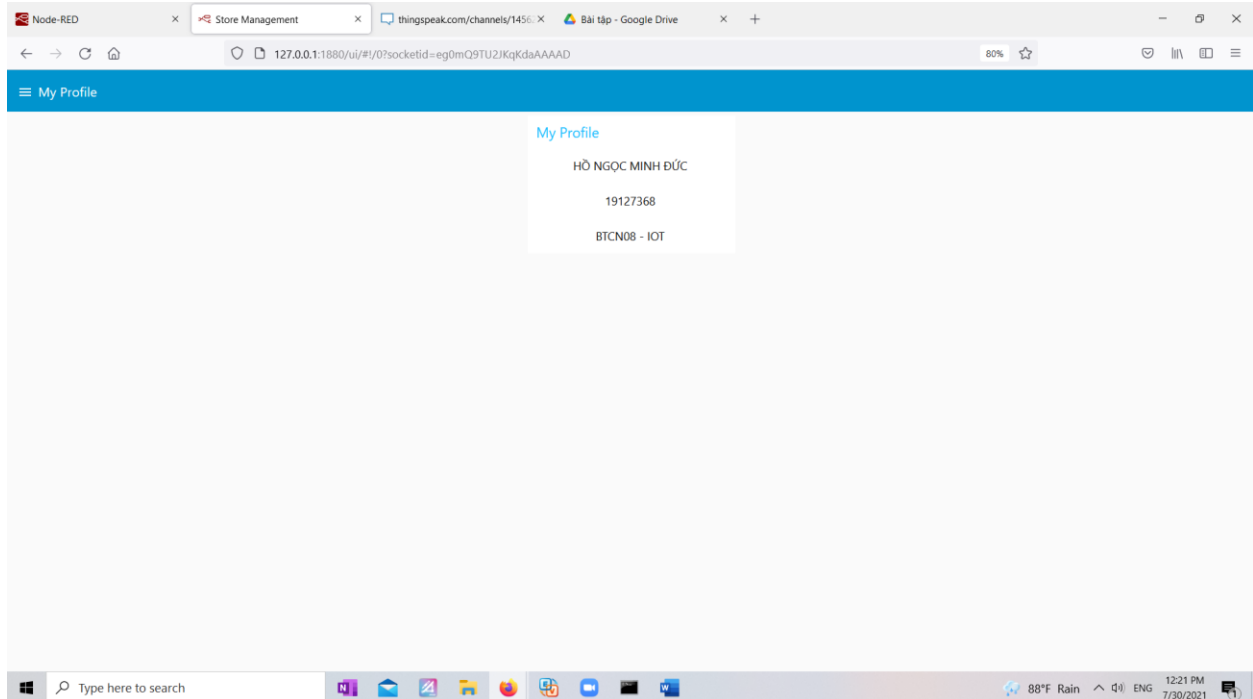 Node-RED
Store Management
thingspeak.com/channels/1456
Bài tập - Google Drive
127.0.0.1:1880/ui/#!/0?socketid=eg0mQ9TU2JKqKdaAAAAD
80%
My Profile
My Profile
HỒ NGỌC MINH ĐỨC
19127368
BTCN08 - IOT
Type here to search
88°F Rain
ENG
12:21 PM
7/30/2021